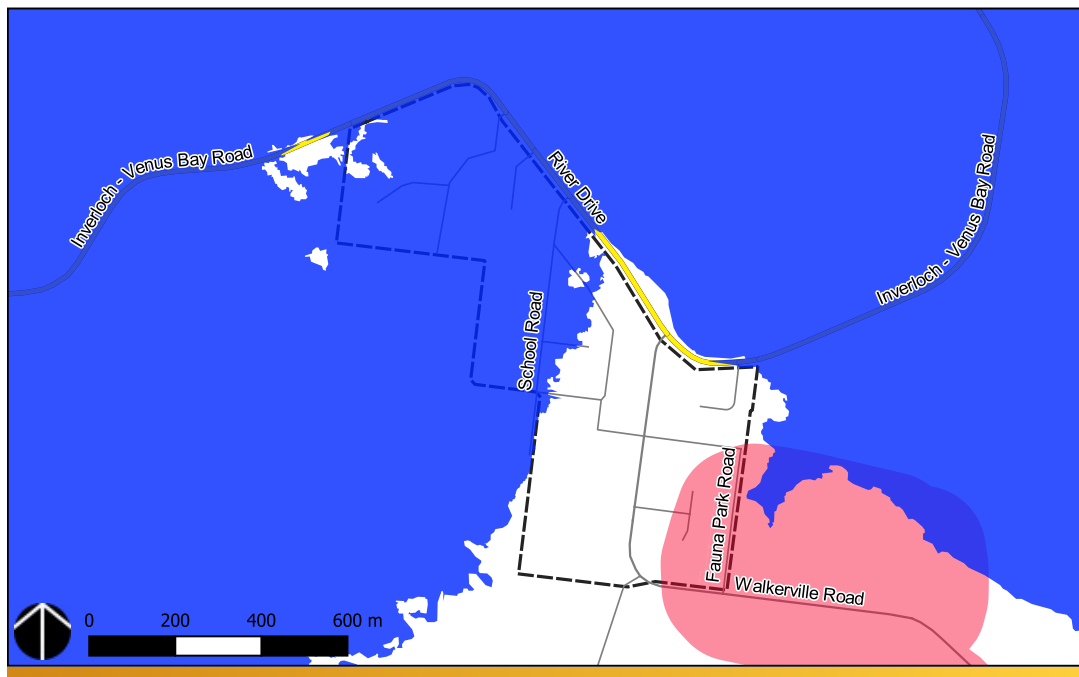 Inverloch - Venus Bay Road
River Drive
Inverloch - Venus Bay Road
School Road
Fauna Park Road
Walkerville Road
0 200 400 600 m